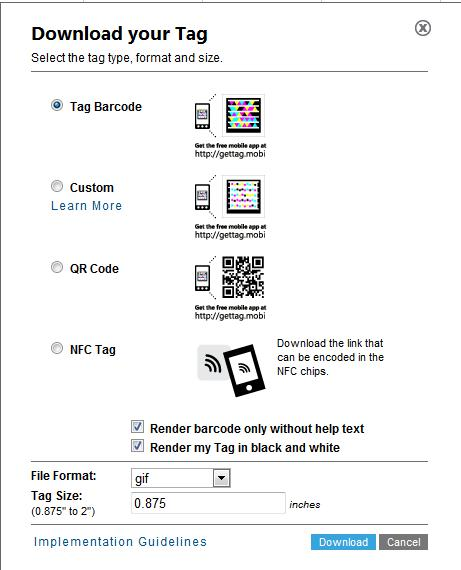 Download your Tag
Select the tag type, format and size.
Tag Barcode
Get the free mobile app at
http://gettag.mobi
Custom
Learn More
Get the free mobile app at
http://gettag.mobi
QR Code
Get the free mobile app at
http://gettag.mobi
NFC Tag
Download the link that
can be encoded in the
NFC chips.
Render barcode only without help text
Render my Tag in black and white
File Format:
gif
Tag Size:
(0.875" to 2")
0.875
inches
Implementation Guidelines
Download
Cancel